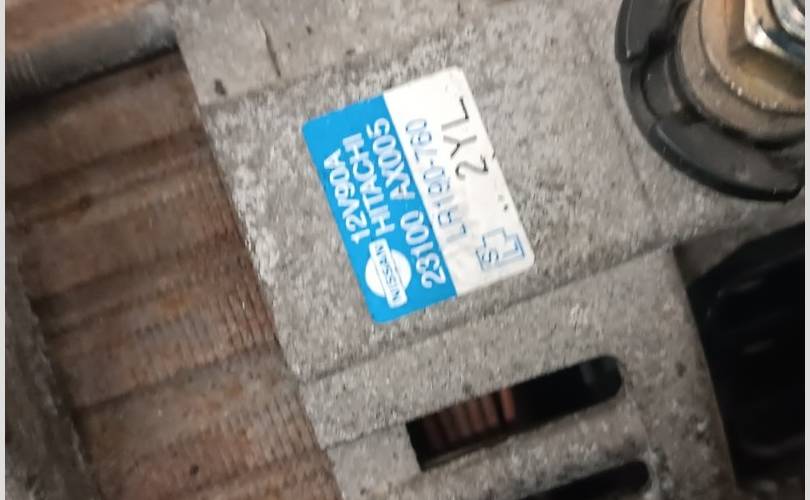 12V90A
NISSAN HITACHI
23100 AX005
LR190-760
2YL